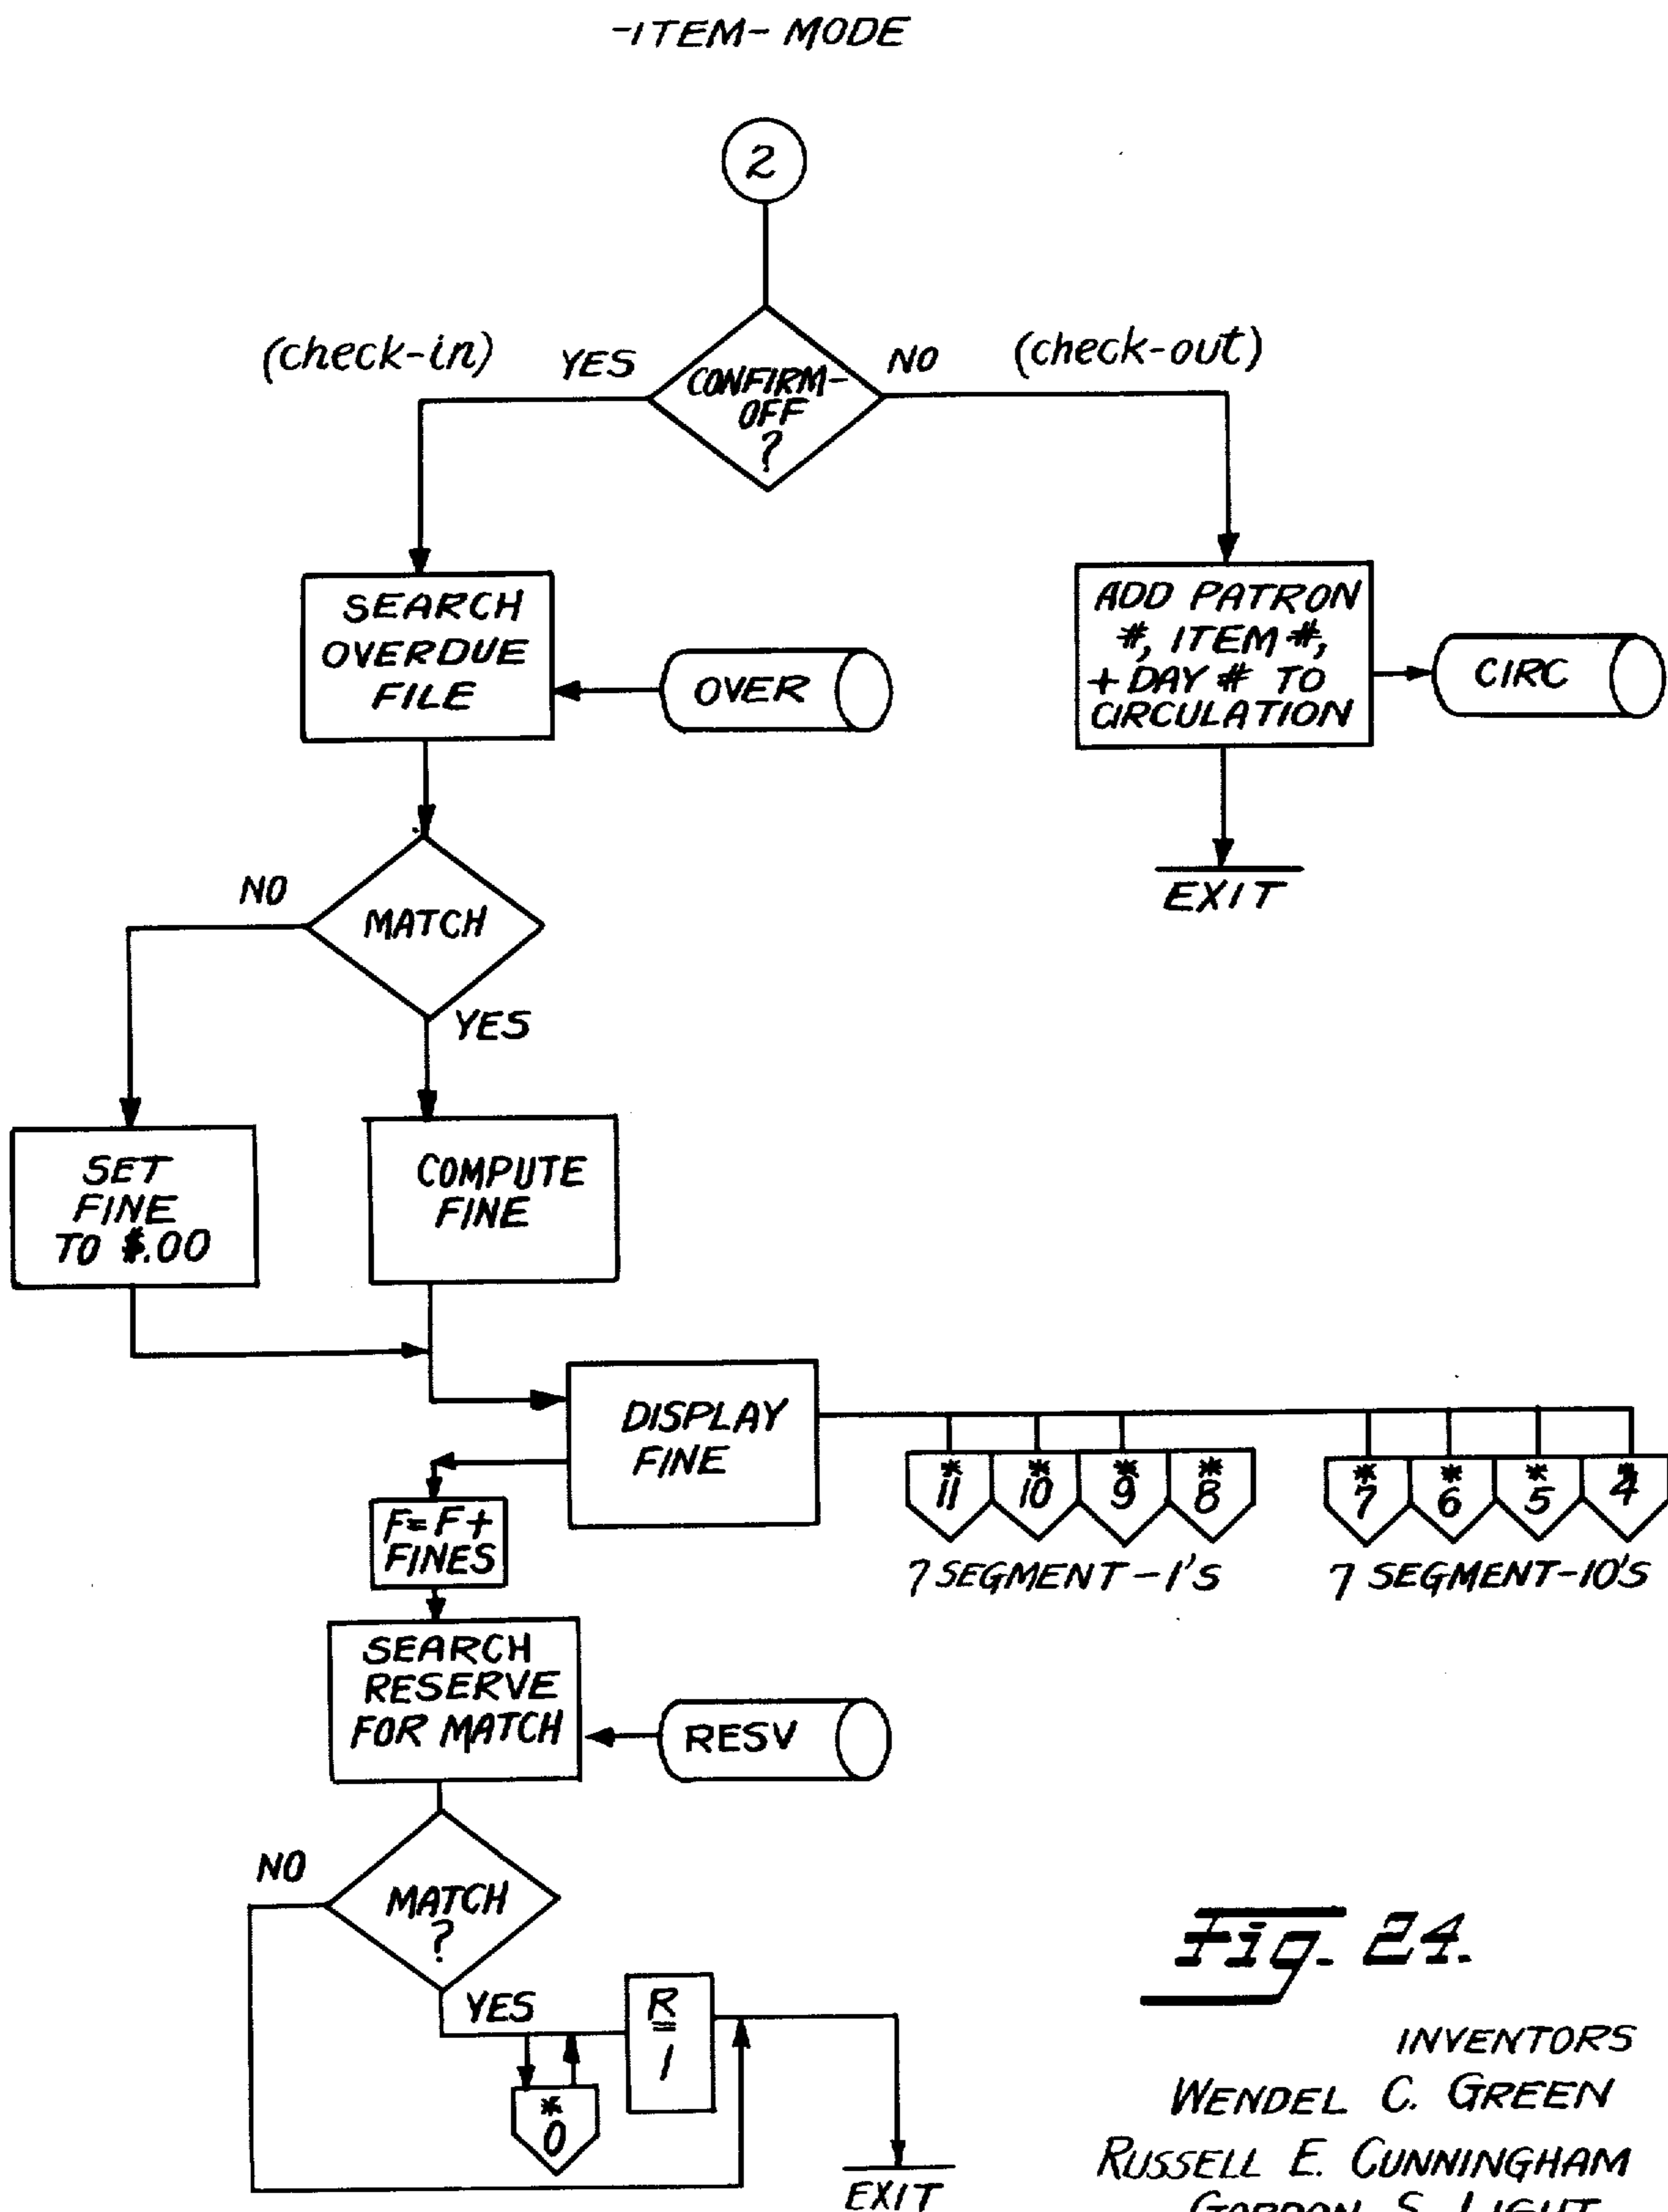 -ITEM- MODE
2
(check-in)
YES
CONFIRM-
OFF
?
NO
(check-out)
SEARCH
OVERDUE
FILE
OVER
ADD PATRON
#, ITEM #,
+ DAY # TO
CIRCULATION
CIRC
EXIT
NO
MATCH
YES
SET
FINE
TO $.00
COMPUTE
FINE
DISPLAY
FINE
* 11
* 10
* 9
* 8
* 7
* 6
* 5
* 4
7 SEGMENT - 1'S
7 SEGMENT - 10'S
F = F +
FINES
SEARCH
RESERVE
FOR MATCH
RESV
NO
MATCH
?
YES
R
=
1
* 0
EXIT
Fig. 24.
INVENTORS
WENDEL C. GREEN
RUSSELL E. CUNNINGHAM
GORDON S. LIGHT